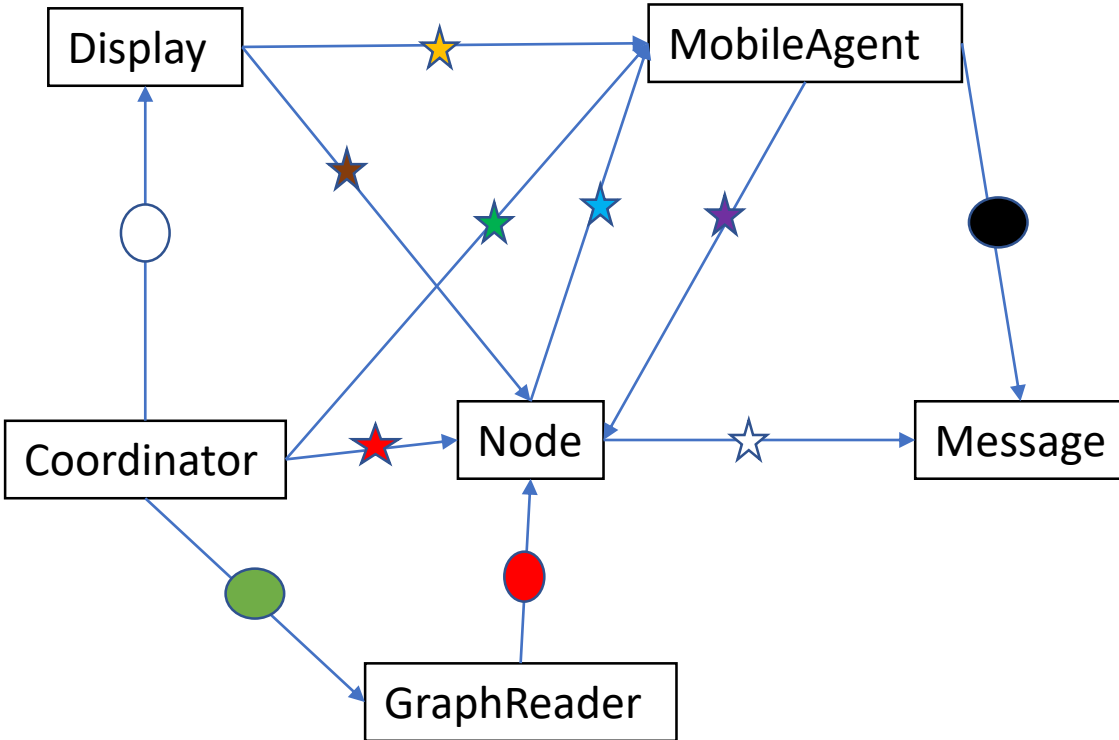 Display
MobileAgent
Coordinator
Node
Message
GraphReader